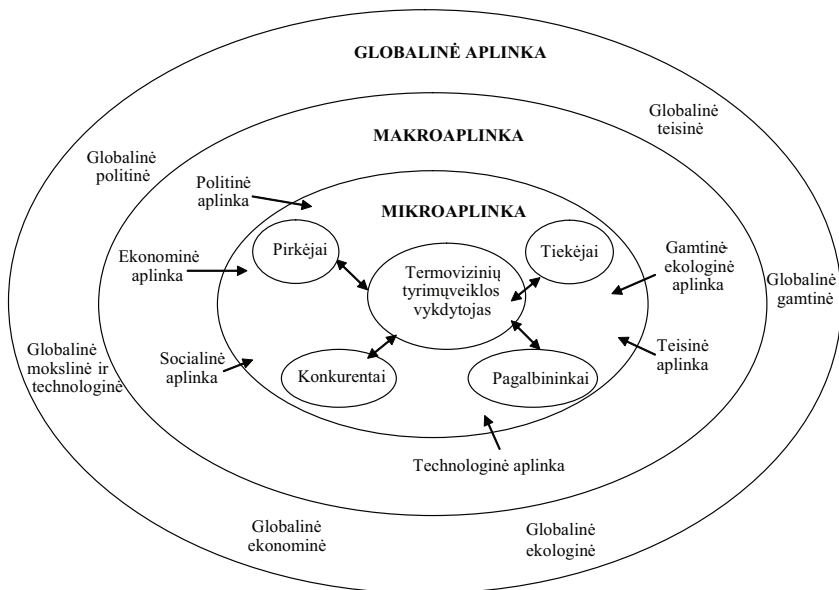 GLOBALINĖ APLINKA
Globalinė
teisinė
MAKROAPLINKA
Globalinė
politinė
Politinė
aplinka
MIKROAPLINKA
Pirkėjai
Tiekėjai
Ekonominė
aplinka
Termovizinių
tyrimųveiklos
vykdytojas
Gamtinė-
ekologinė
aplinka
Globalinė
gamtinė
Globalinė
mokslinė ir
technologinė
Socialinė
aplinka
Konkurentai
Pagalbininkai
Teisinė
aplinka
Technologinė aplinka
Globalinė
ekonominė
Globalinė
ekologinė